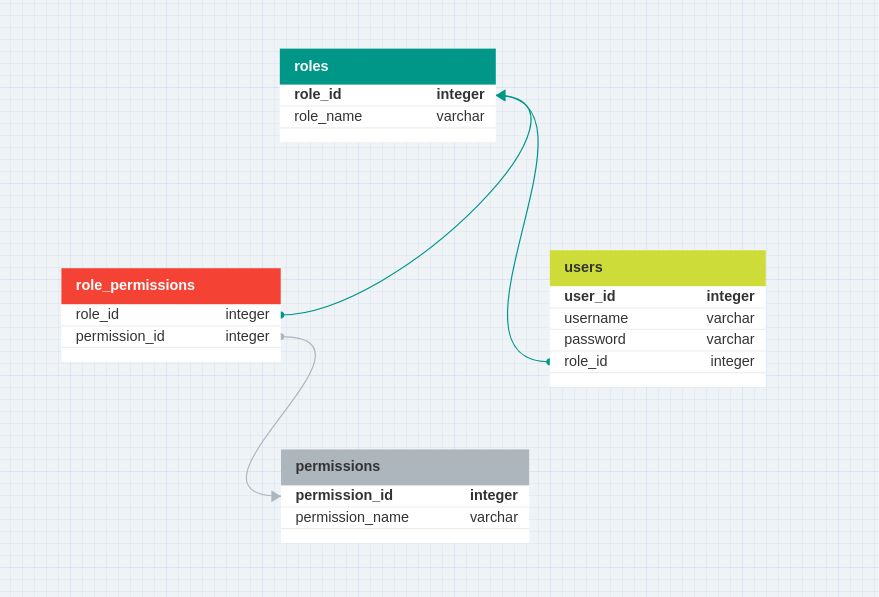 roles
role_id integer
role_name varchar
role_permissions
role_id integer
permission_id integer
users
user_id integer
username varchar
password varchar
role_id integer
permissions
permission_id integer
permission_name varchar